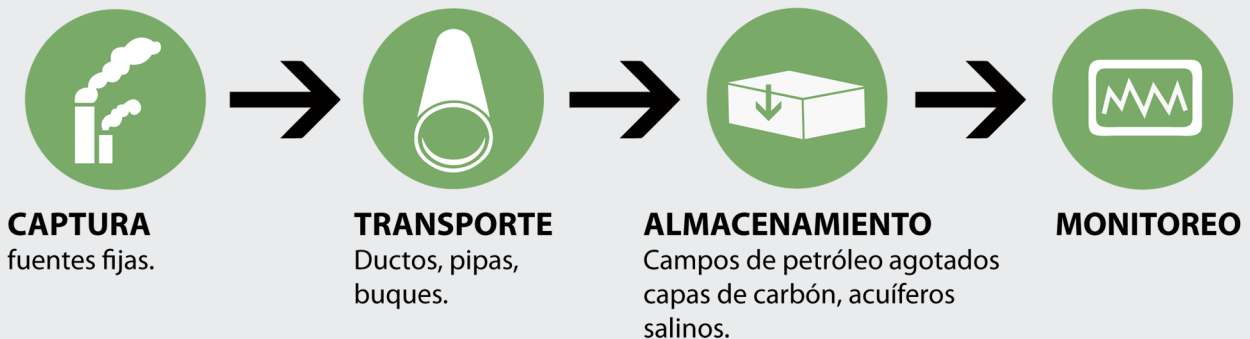 CAPTURA
fuentes fijas.
TRANSPORTE
Ductos, pipas,
buques.
ALMACENAMIENTO
Campos de petróleo agotados
capas de carbón, acuíferos
salinos.
MONITOREO